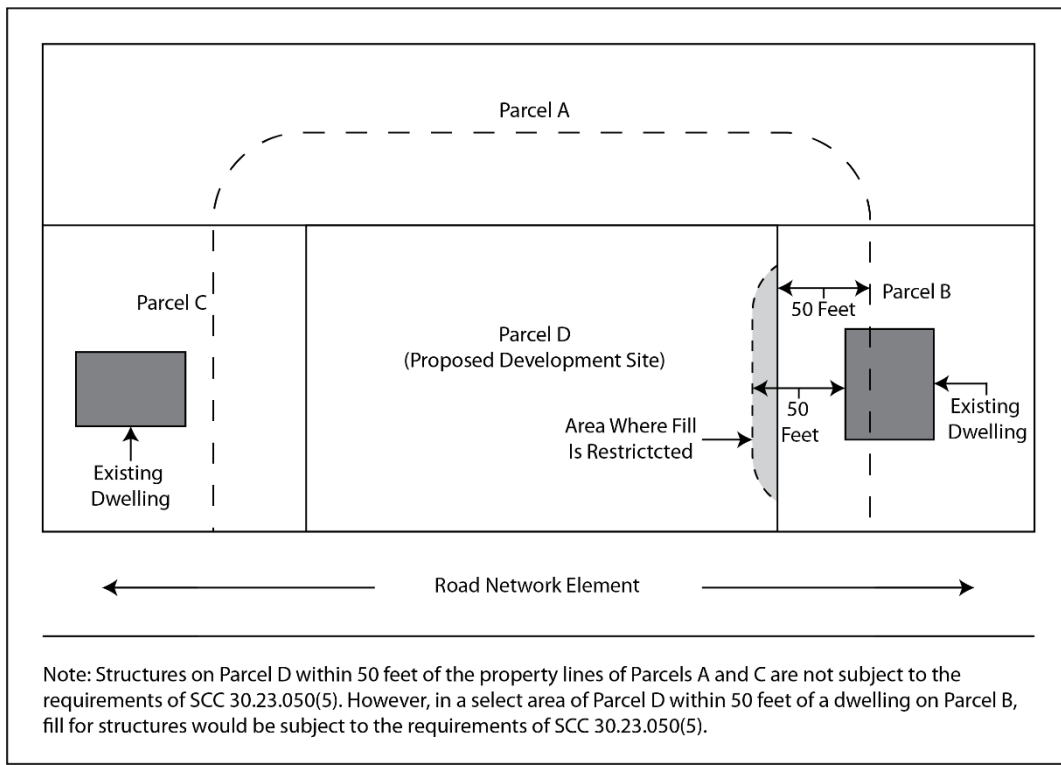 Parcel A
Parcel C
Parcel B
50 Feet
Parcel D
(Proposed Development Site)
50
Feet
Area Where Fill
Is Restrictcted
Existing
Dwelling
Existing
Dwelling
Road Network Element
Note: Structures on Parcel D within 50 feet of the property lines of Parcels A and C are not subject to the
requirements of SCC 30.23.050(5). However, in a select area of Parcel D within 50 feet of a dwelling on Parcel B,
fill for structures would be subject to the requirements of SCC 30.23.050(5).